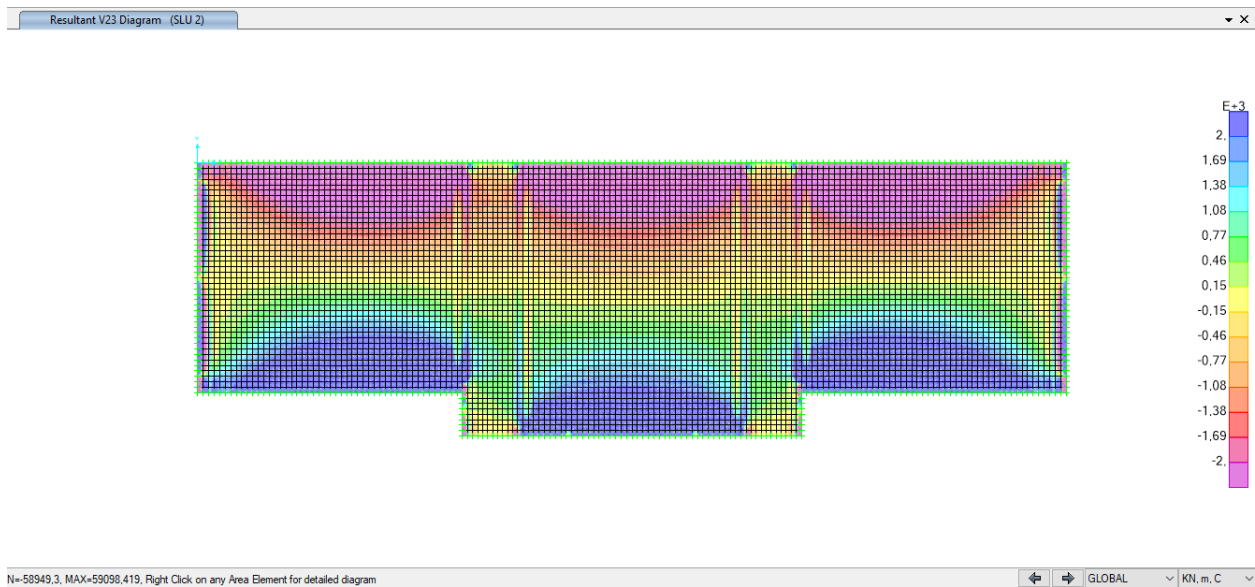 Resultant V23 Diagram (SLU 2)
E+3
2,
1.69
1.38
1.08
0,77
0.46
0.15
-0.15
-0.46
-0.77
-1.08
-1.38
-1.69
-2,
N=-58949,3, MAX=59098,419, Right Click on any Area Element for detailed diagram
GLOBAL
KN, m, C